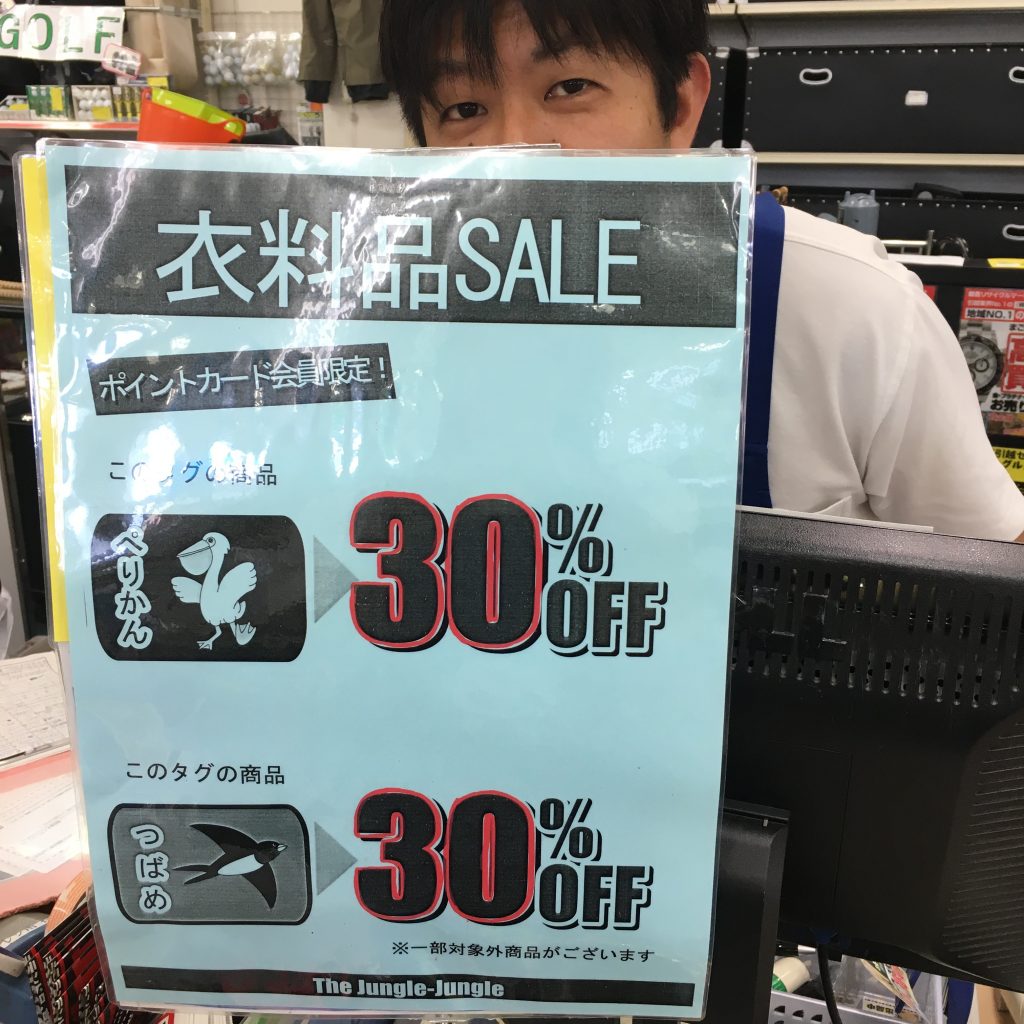 GOLF
衣料品SALE
ポイントカード会員限定!
このタグの商品
ぺりかん
30%OFF
このタグの商品
つばめ
30%OFF
※一部対象外商品がございます
The Jungle-Jungle
地域NO.1の